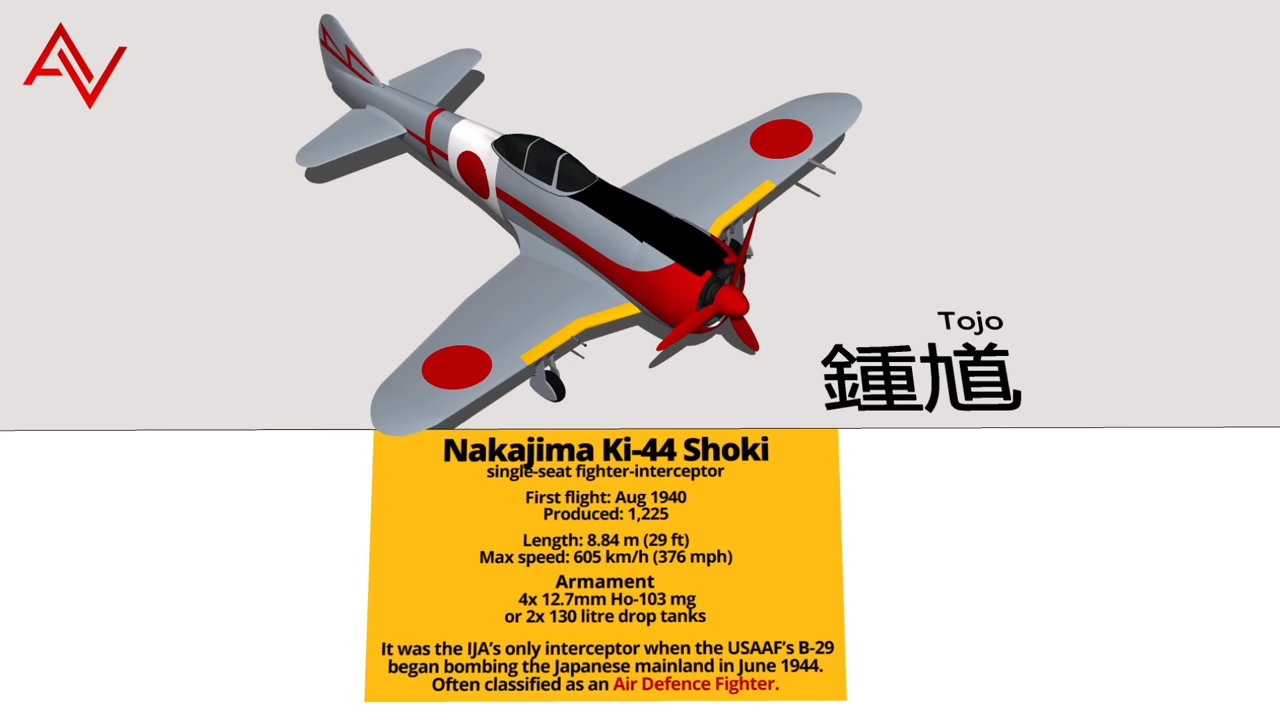 AV
Tojo
鍾馗
Nakajima Ki-44 Shoki
single-seat fighter-interceptor
First flight: Aug 1940
Produced: 1,225
Length: 8.84 m (29 ft)
Max speed: 605 km/h (376 mph)
Armament
4x 12.7mm Ho-103 mg
or 2x 130 litre drop tanks
It was the IJA's only interceptor when the USAAF's B-29
began bombing the Japanese mainland in June 1944.
Often classified as an Air Defence Fighter.